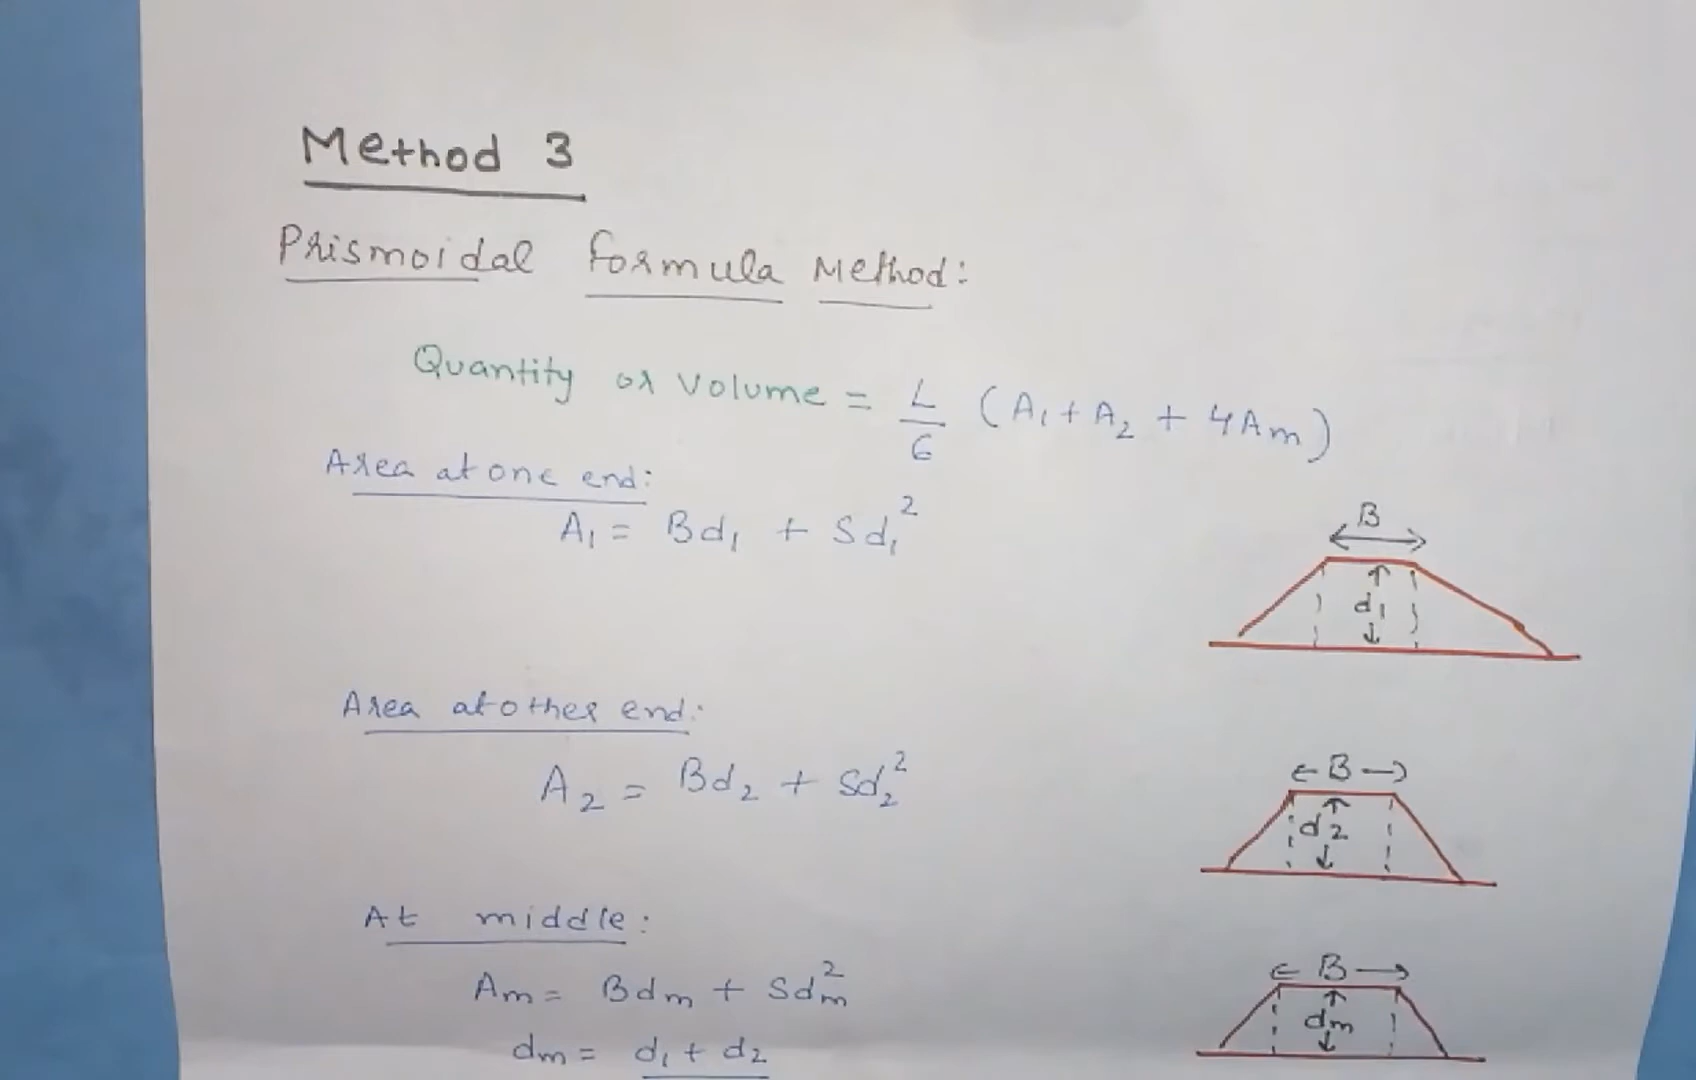 Method 3
Prismoidal formula Method:
Quantity or Volume = L/6 (A₁ + A₂ + 4Am)
Area at one end:
A₁ = Bd₁ + Sd₁²
B
d₁
Area at other end:
A₂ = Bd₂ + Sd₂²
B
d₂
At middle:
Am = Bdm + Sdm²
dm = d₁ + d₂
B
dm